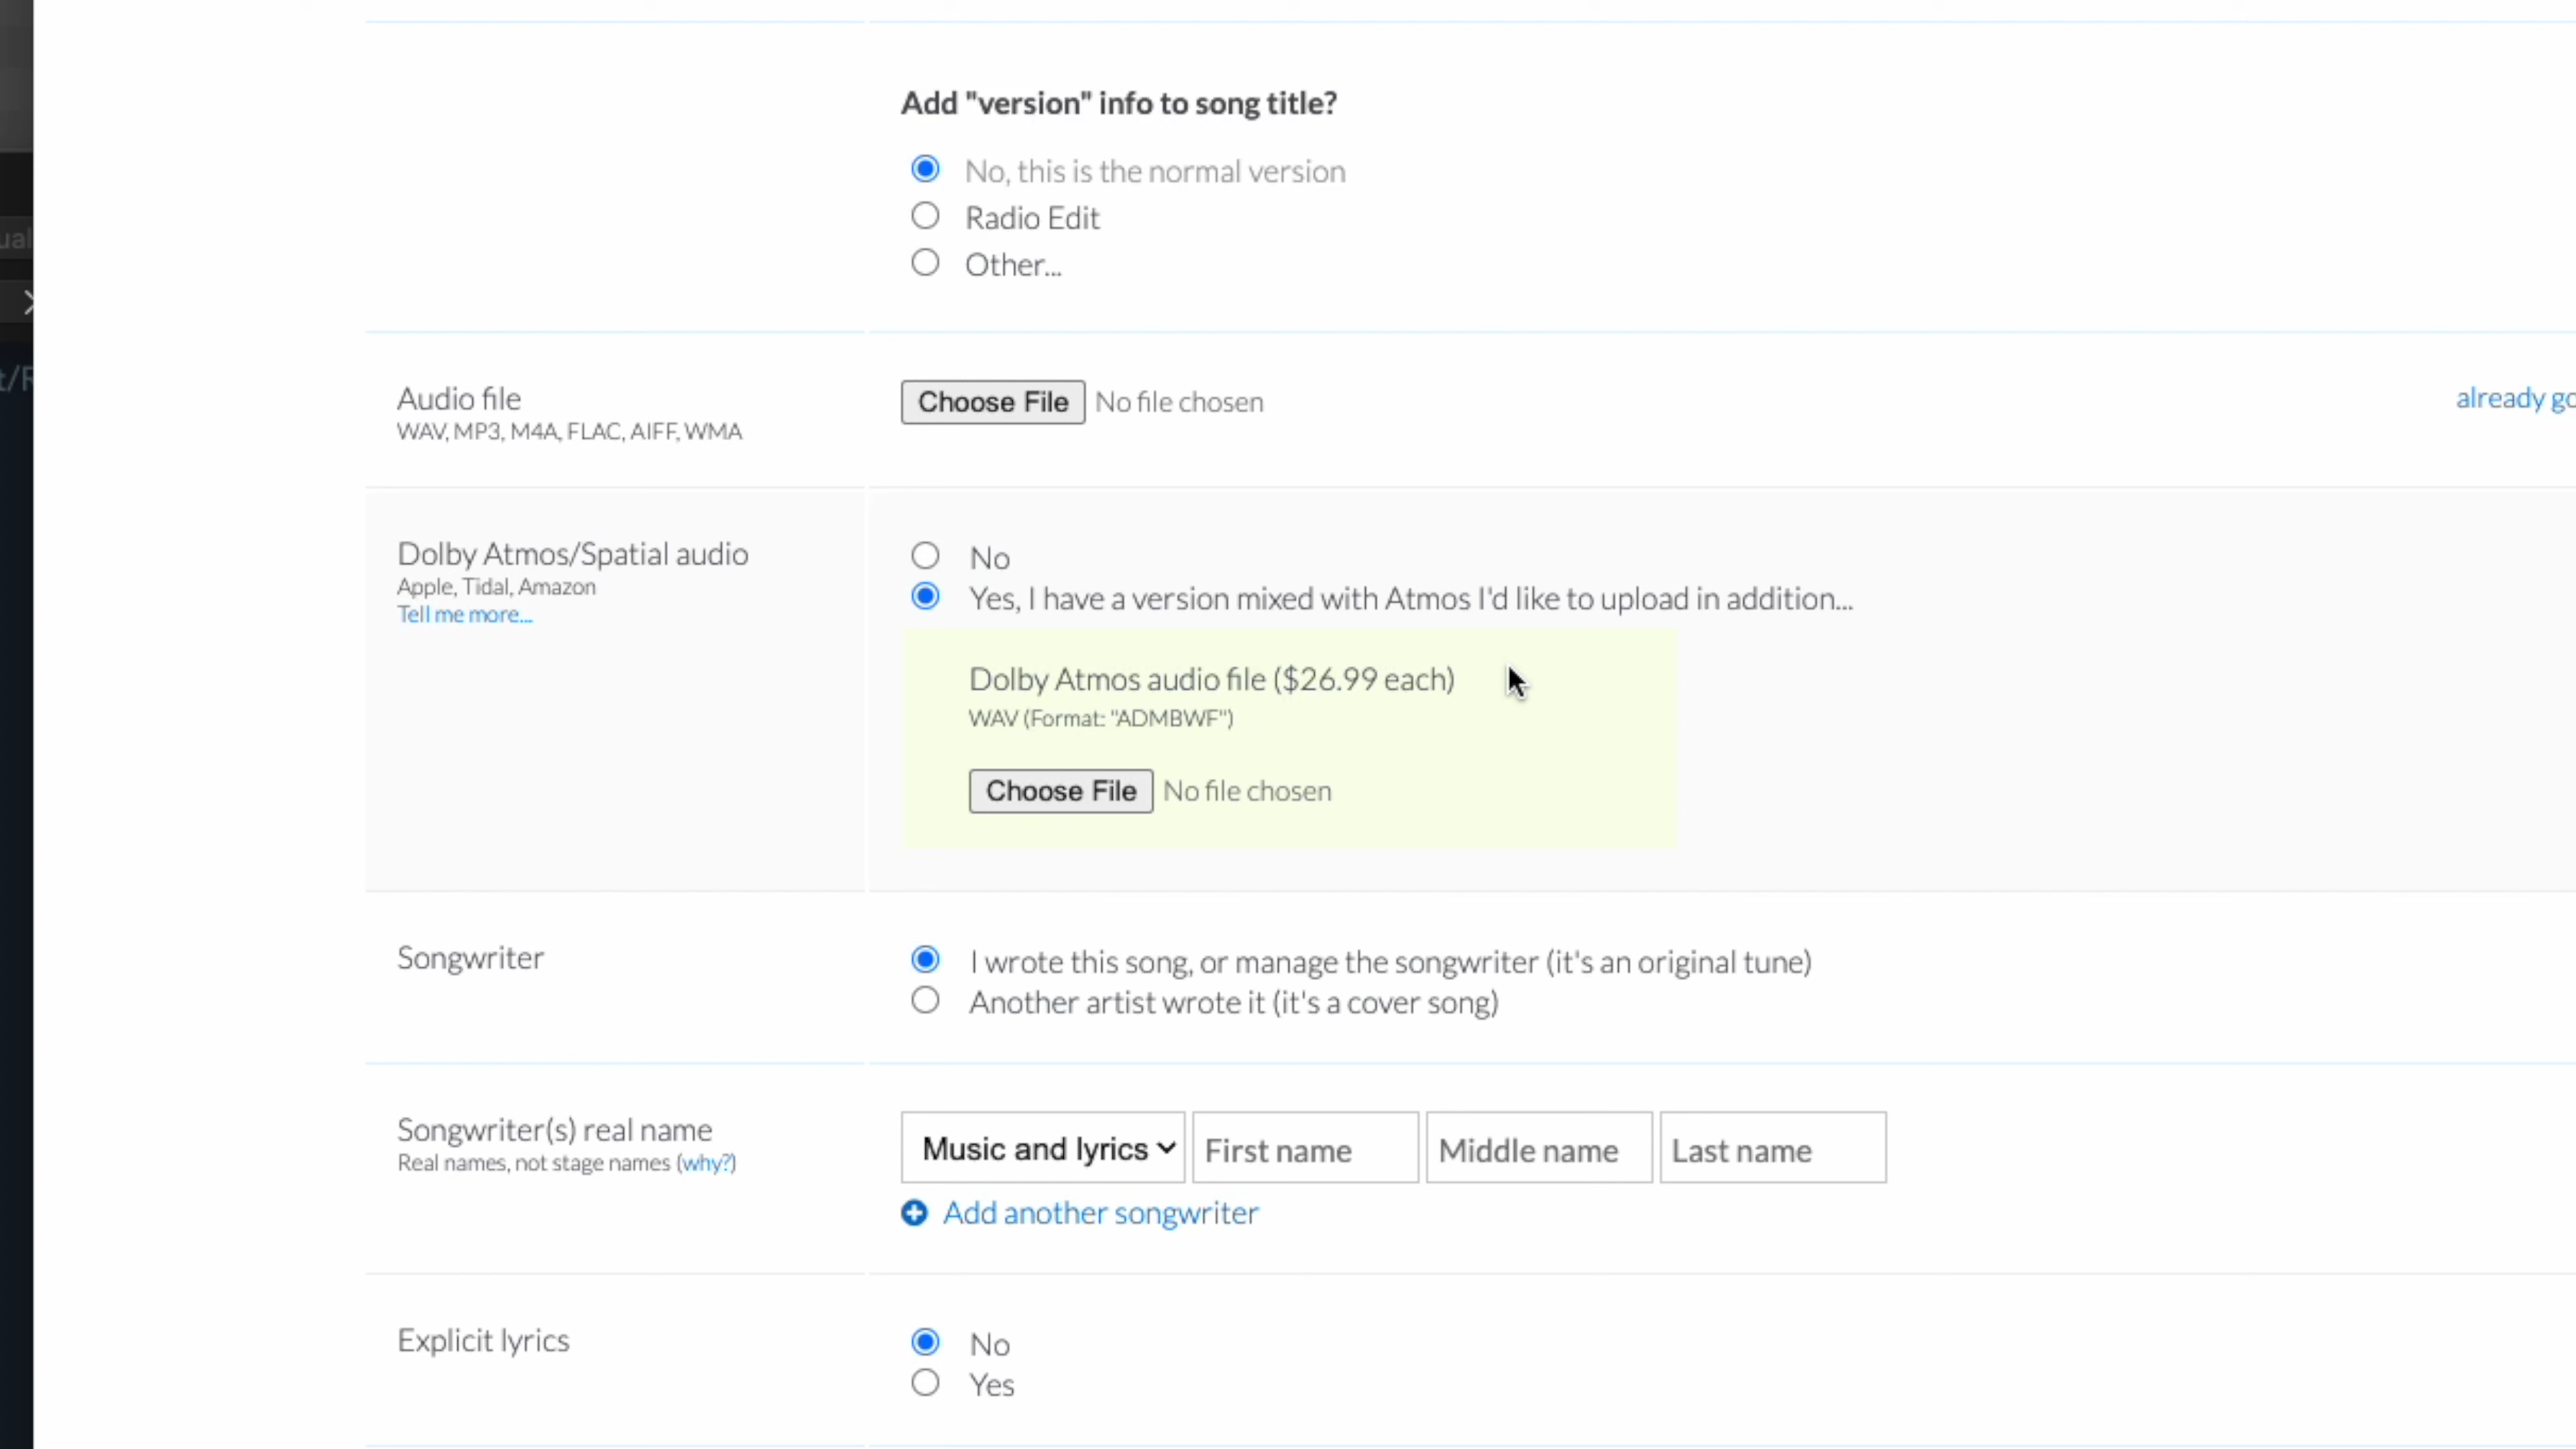 Add "version" info to song title?
No, this is the normal version
Radio Edit
Other...
Audio file
WAV, MP3, M4A, FLAC, AIFF, WMA
Choose File No file chosen
already
Dolby Atmos/Spatial audio
Apple, Tidal, Amazon
Tell me more...
No
Yes, I have a version mixed with Atmos I'd like to upload in addition...
Dolby Atmos audio file ($26.99 each)
WAV (Format: "ADMBWF")
Choose File No file chosen
Songwriter
I wrote this song, or manage the songwriter (it's an original tune)
Another artist wrote it (it's a cover song)
Songwriter(s) real name
Real names, not stage names (why?)
Music and lyrics First name Middle name Last name
Add another songwriter
Explicit lyrics
No
Yes